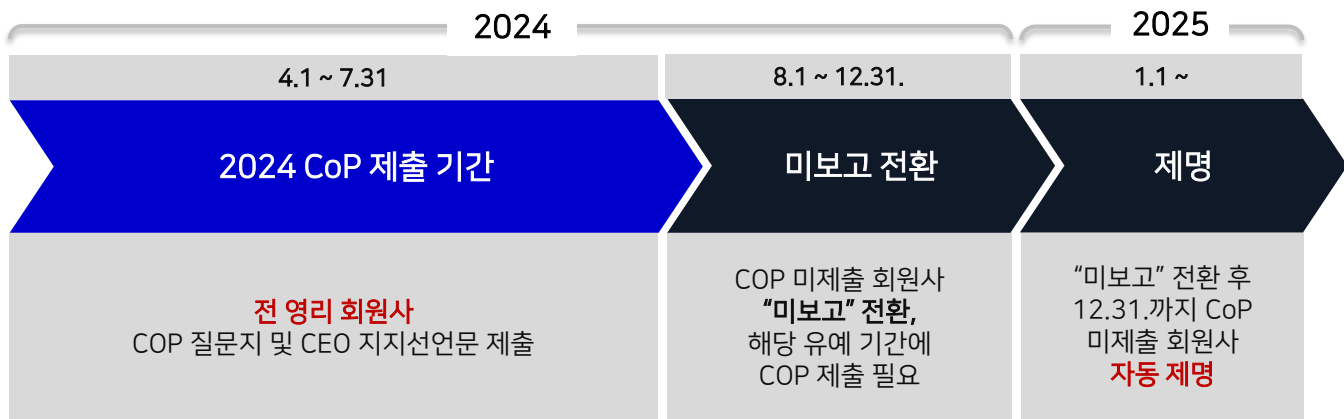 2024
2025
4.1 ~ 7.31
8.1 ~ 12.31.
1.1 ~
2024 CoP 제출 기간
미보고 전환
제명
전 영리 회원사
COP 질문지 및 CEO 지지선언문 제출
COP 미제출 회원사
“미보고” 전환,
해당 유예 기간에
COP 제출 필요
“미보고” 전환 후
12.31.까지 CoP
미제출 회원사
자동 제명